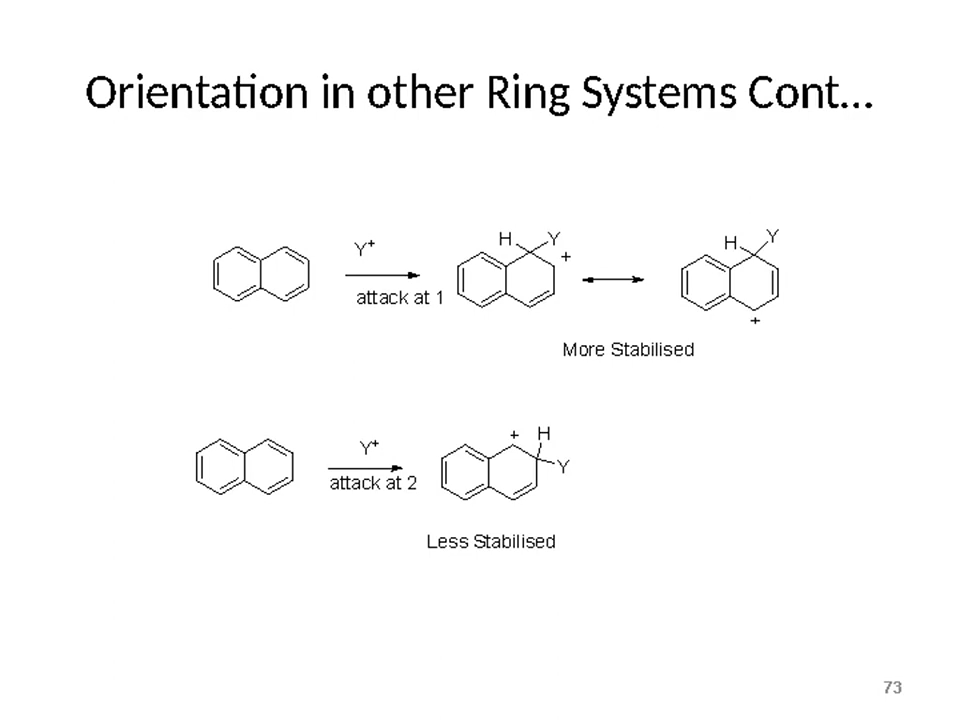 Orientation in other Ring Systems Cont...
Y+
attack at 1
H Y
+
H Y
+
More Stabilised
Y+
attack at 2
+ H
Y
Less Stabilised
73